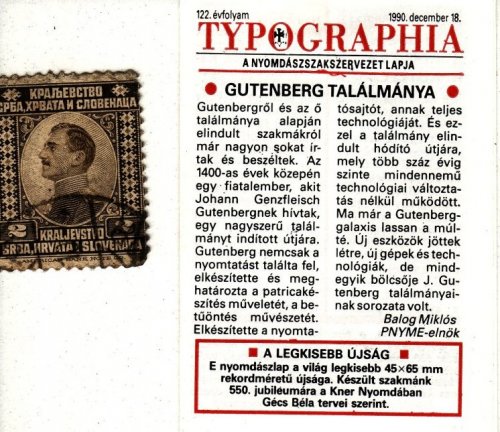 КРАЉЕВСТВО
СРБА, ХРВАТА И СЛОВЕНАЦА
2
2
KRALJEVSTVO
SRBA, HRVATA I SLOVENACA
122. évfolyam
1990. december 18.
TYPOGRAPHIA
A NYOMDÁSZSZAKSZERVEZET LAPJA
● GUTENBERG TALÁLMÁNYA ●
Gutenbergről és az ő
találmánya alapján
elindult szakmákról
már nagyon sokat ír-
tak és beszéltek. Az
1400-as évek közepén
egy fiatalember, akit
Johann Genzfleisch
Gutenbergnek hívtak,
egy nagyszerű talál-
mányt indított útjára.
Gutenberg nemcsak a
nyomtatást találta fel,
elkészítette és meg-
határozta a patricaké-
szítés műveletét, a be-
tűöntés művészetét.
Elkészítette a nyomta-
tósajtót, annak teljes
technológiáját. És ez-
zel a találmány elin-
dult hódító útjára,
mely több száz évig
szinte mindennemű
technológiai változta-
tás nélkül működött.
Ma már a Gutenberg-
galaxis lassan a múl-
té. Új eszközök jöttek
létre, új gépek és tech-
nológiák, de mind-
egyik bölcsője J. Gu-
tenberg találmányai-
nak sorozata volt.
Balog Miklós
PNYME-elnök
■ A LEGKISEBB ÚJSÁG ■
E nyomdászlap a világ legkisebb 45×65 mm
rekordméretű újsága. Készült szakmánk
550. jubileumára a Kner Nyomdában
Gécs Béla tervei szerint.